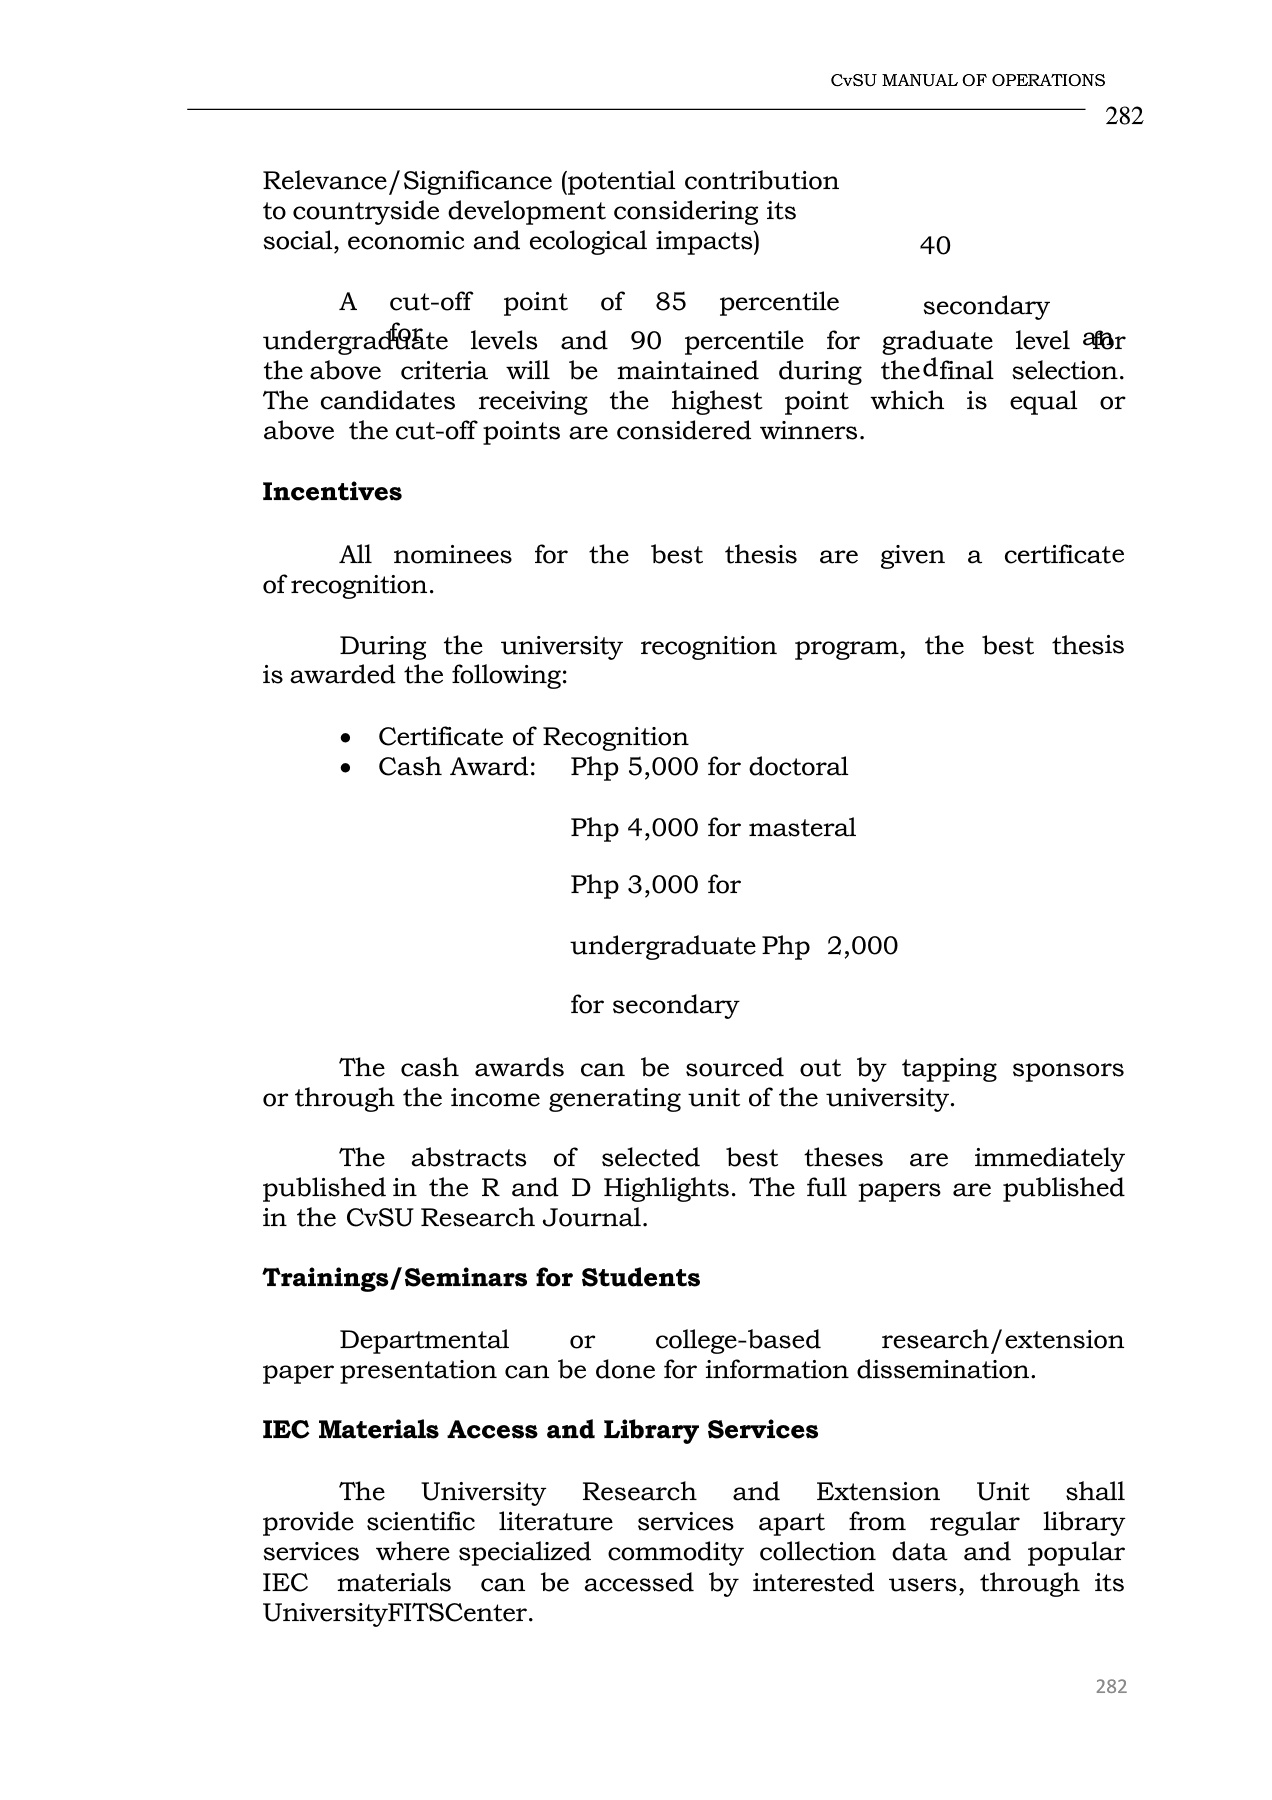 CvSU MANUAL OF OPERATIONS
282
Relevance/Significance (potential contribution
to countryside development considering its
social, economic and ecological impacts) 40
A cut-off point of 85 percentile secondary
for an
undergraduate levels and 90 percentile for graduate level for
the above criteria will be maintained during the d final selection.
The candidates receiving the highest point which is equal or
above the cut-off points are considered winners.
Incentives
All nominees for the best thesis are given a certificate
of recognition.
During the university recognition program, the best thesis
is awarded the following:
• Certificate of Recognition
• Cash Award: Php 5,000 for doctoral
Php 4,000 for masteral
Php 3,000 for
undergraduate Php 2,000
for secondary
The cash awards can be sourced out by tapping sponsors
or through the income generating unit of the university.
The abstracts of selected best theses are immediately
published in the R and D Highlights. The full papers are published
in the CvSU Research Journal.
Trainings/Seminars for Students
Departmental or college-based research/extension
paper presentation can be done for information dissemination.
IEC Materials Access and Library Services
The University Research and Extension Unit shall
provide scientific literature services apart from regular library
services where specialized commodity collection data and popular
IEC materials can be accessed by interested users, through its
UniversityFITSCenter.
282